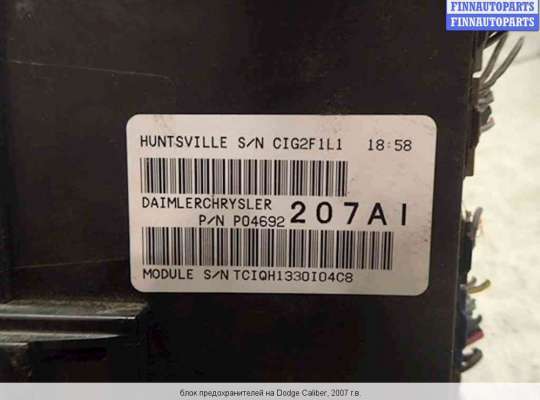 FINNAUTOPARTS
FINNAUTOPARTS
HUNTSVILLE S/N CIG2F1L1 18:58
DAIMLERCHRYSLER
P/N P04692 207AI
MODULE S/N TCIQH1330I04C8
блок предохранителей на Dodge Caliber, 2007 г.в.